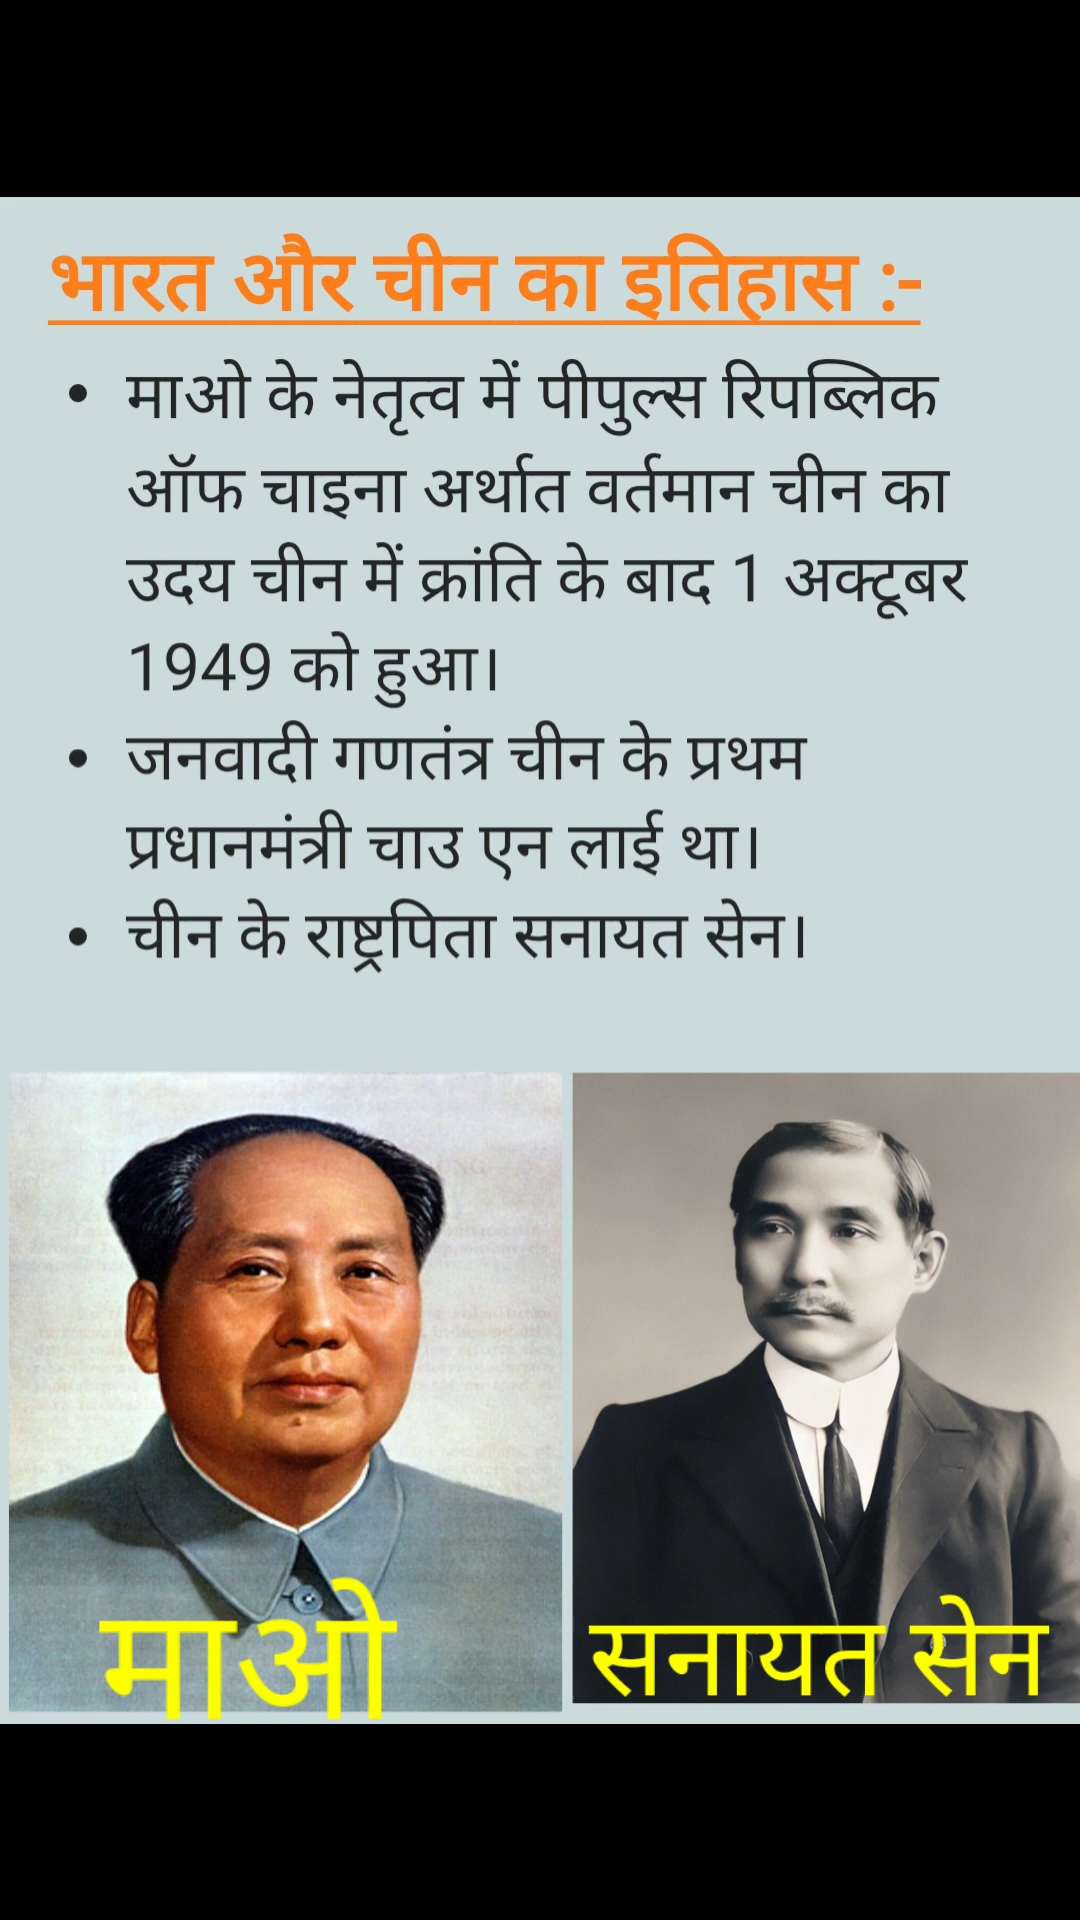 भारत और चीन का इतिहास :-
• माओ के नेतृत्व में पीपुल्स रिपब्लिक
ऑफ चाइना अर्थात वर्तमान चीन का
उदय चीन में क्रांति के बाद 1 अक्टूबर
1949 को हुआ।
• जनवादी गणतंत्र चीन के प्रथम
प्रधानमंत्री चाउ एन लाई था।
• चीन के राष्ट्रपिता सनायत सेन।
माओ
सनायत सेन